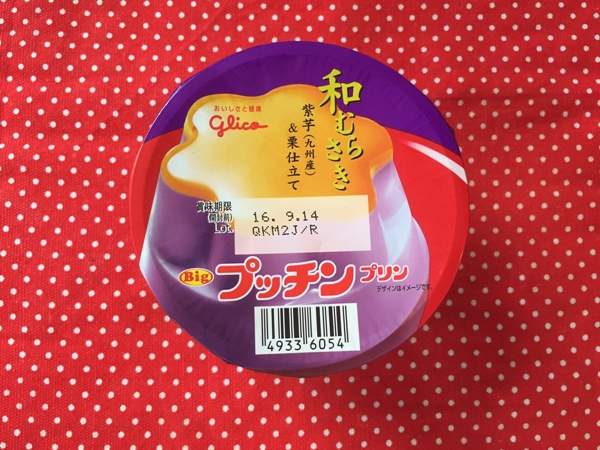 おいしさと健康
glico
和むらさき
紫芋(九州産)
&栗仕立て
賞味期限
(開封前)
Lot.
16. 9.14
QKM2J/R
Big プッチンプリン
デザインはイメージです。
4933 6054